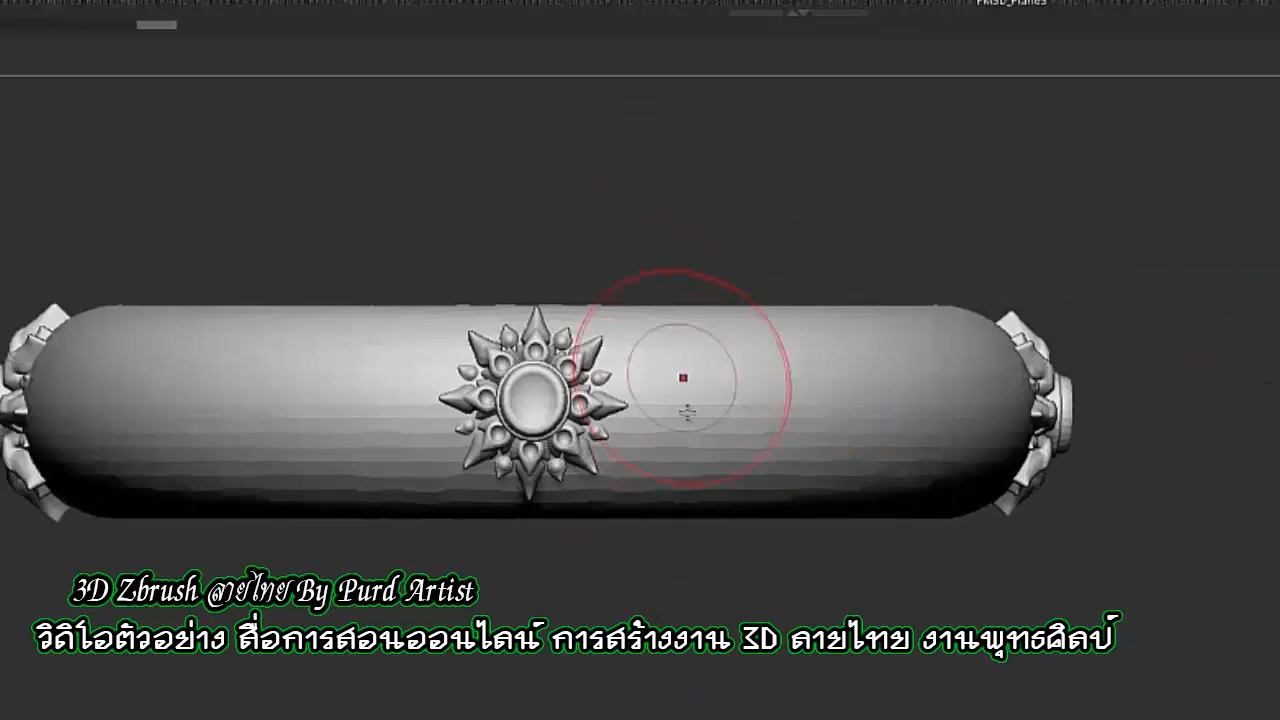 PM3D_Plane3
3D Zbrush ลายไทย By Purd Artist
วิดีโอตัวอย่าง สื่อการสอนออนไลน์ การสร้างงาน 3D ลายไทย งานพุทธศิลป์